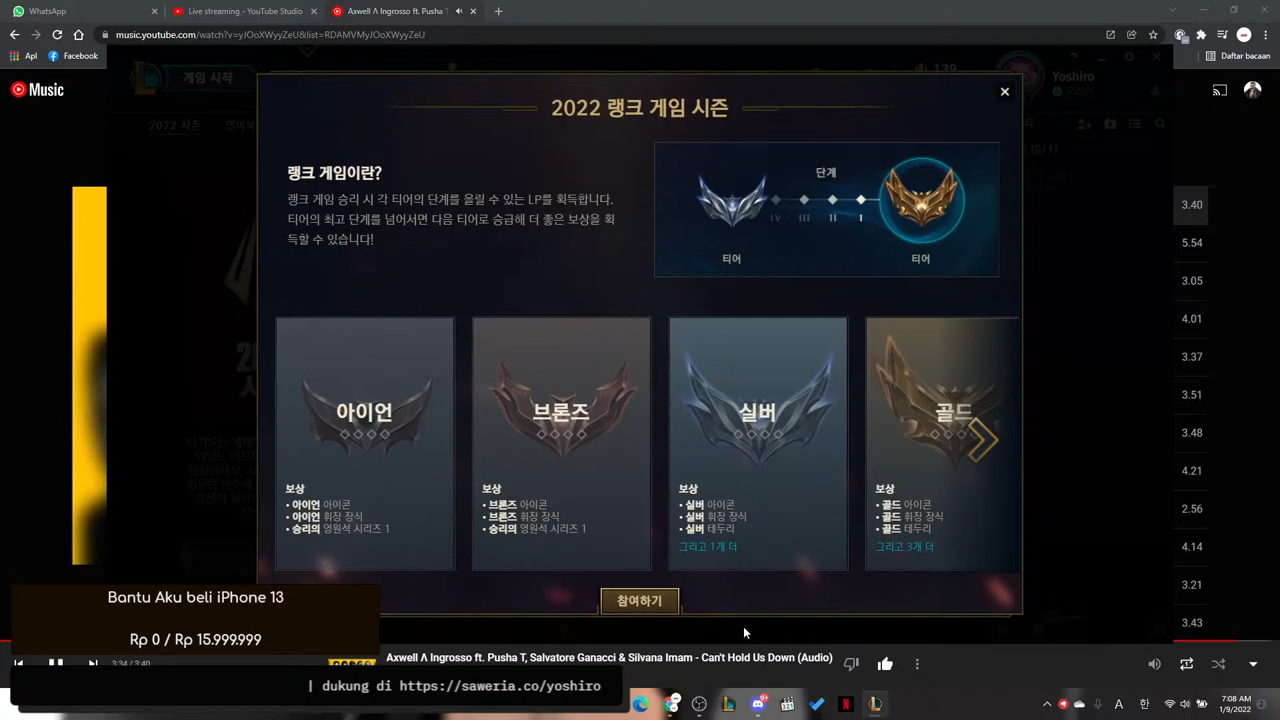 WhatsApp
Live streaming - YouTube Studio
Axwell Λ Ingrosso ft. Pusha T
music.youtube.com/watch?v=yJOoXWyyZeU&list=RDAMVMyJOoXWyyZeU
Apl
Facebook
Daftar bacaan
Music
게임 시작
139
Yoshiro
2022 시즌
(0/1)
2022 랭크 게임 시즌
랭크 게임이란?
랭크 게임 승리 시 각 티어의 단계를 올릴 수 있는 LP를 획득합니다.
티어의 최고 단계를 넘어서면 다음 티어로 승급해 더 좋은 보상을 획
득할 수 있습니다!
단계
IV III II I
티어
티어
아이언
보상
• 아이언 아이콘
• 아이언 휘장 장식
• 승리의 영원석 시리즈 1
브론즈
보상
• 브론즈 아이콘
• 브론즈 휘장 장식
• 승리의 영원석 시리즈 1
실버
보상
• 실버 아이콘
• 실버 휘장 장식
• 실버 테두리
그리고 1개 더
골드
보상
• 골드 아이콘
• 골드 휘장 장식
• 골드 테두리
그리고 3개 더
참여하기
3.40
5.54
3.05
4.01
3.37
3.51
3.48
4.21
2.56
4.14
3.21
3.43
Bantu Aku beli iPhone 13
Rp 0 / Rp 15.999.999
3:34 / 3:40
Axwell Λ Ingrosso ft. Pusha T, Salvatore Ganacci & Silvana Imam - Can't Hold Us Down (Audio)
| dukung di https://saweria.co/yoshiro
A
한
7:08 AM
1/9/2022